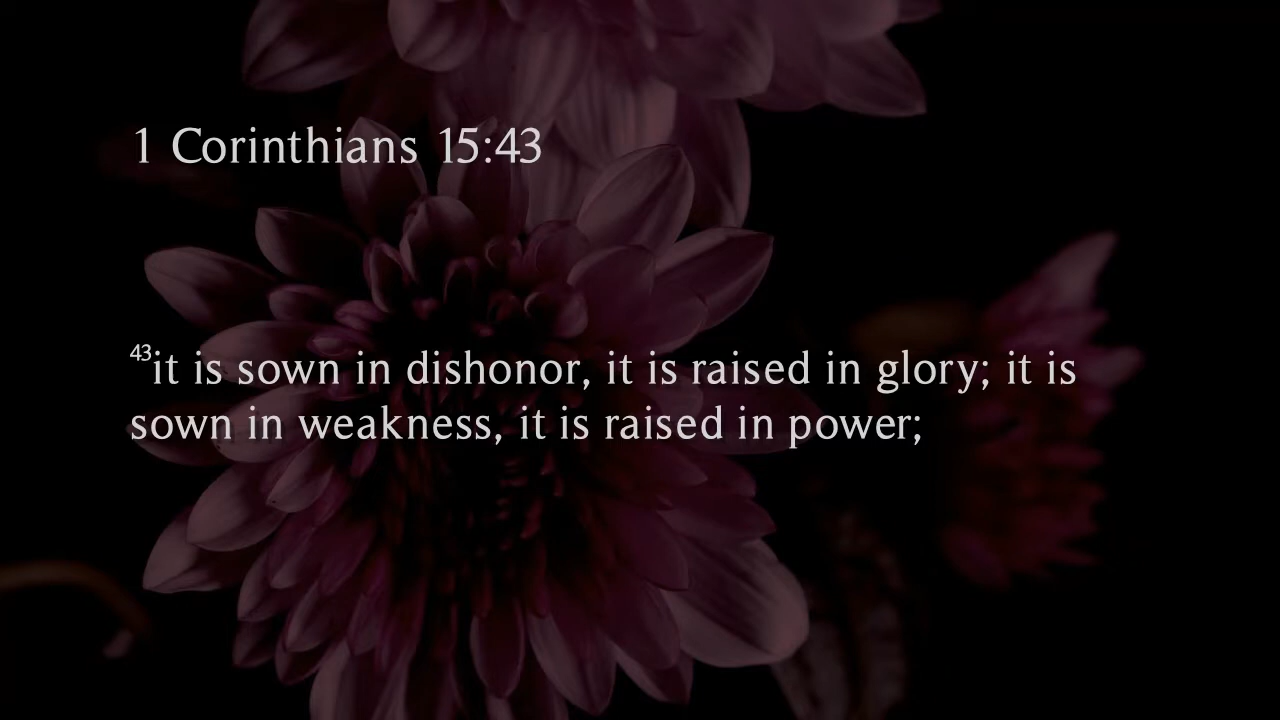 1 Corinthians 15:43
43it is sown in dishonor, it is raised in glory; it is
sown in weakness, it is raised in power;